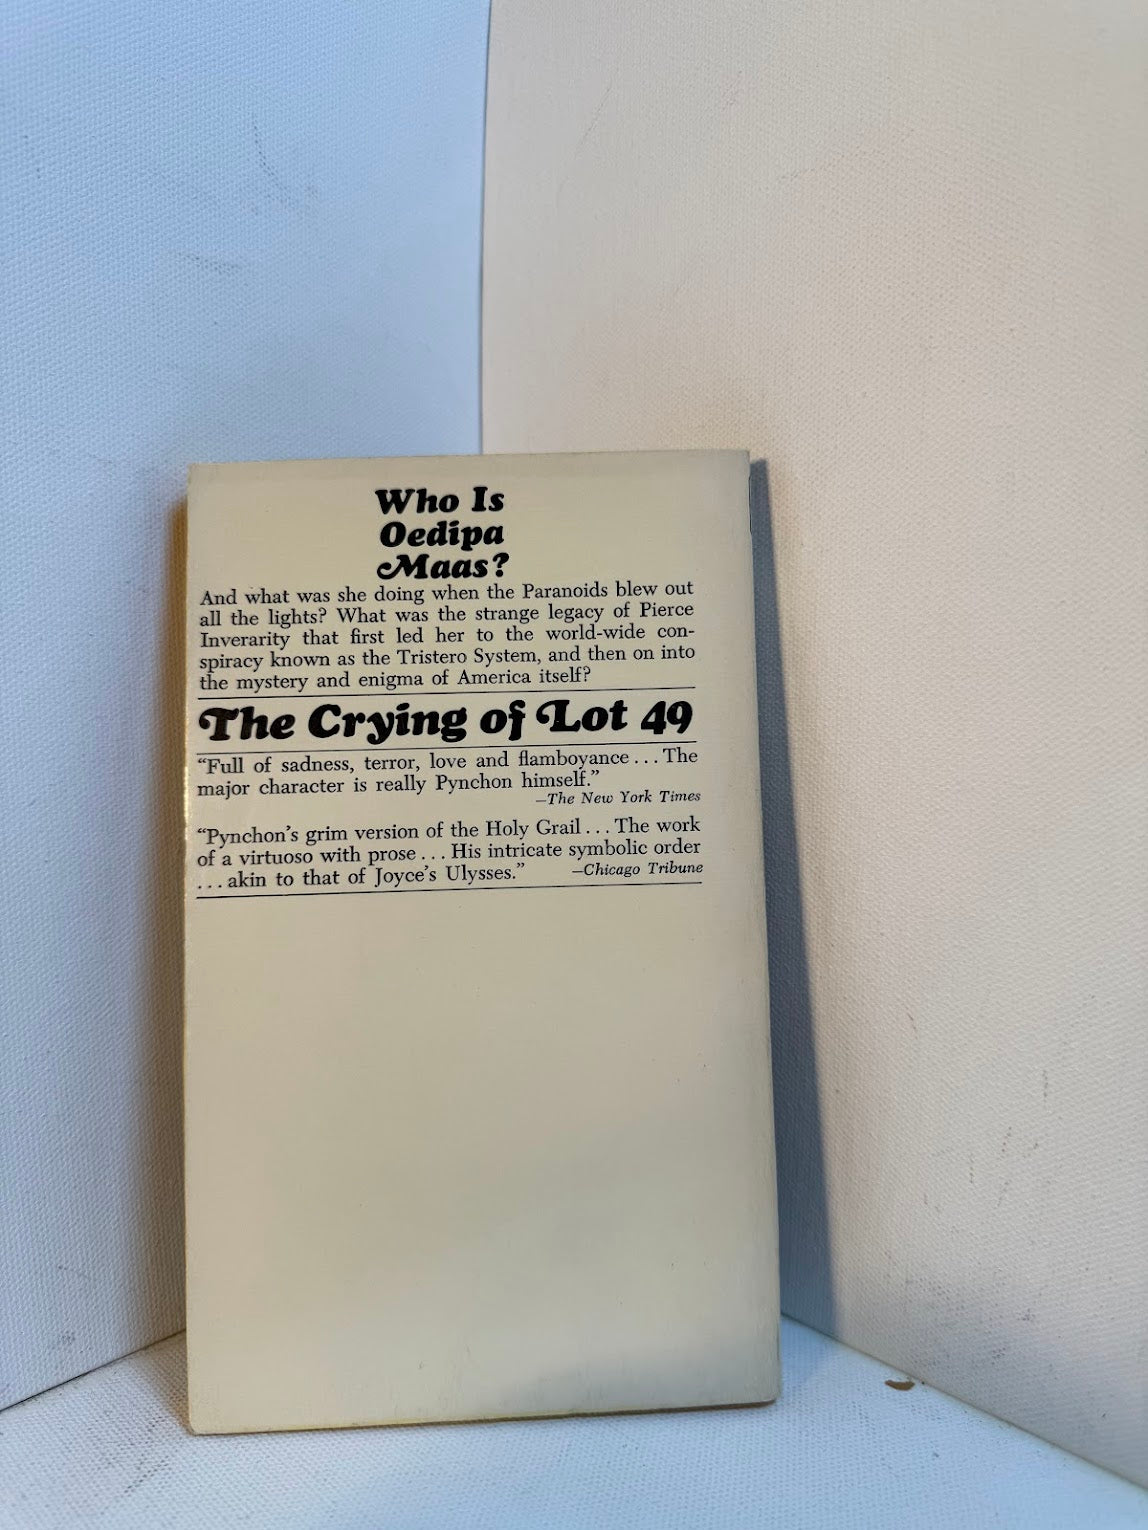 Who Is
Oedipa
Maas?
And what was she doing when the Paranoids blew out
all the lights? What was the strange legacy of Pierce
Inverarity that first led her to the world-wide con-
spiracy known as the Tristero System, and then on into
the mystery and enigma of America itself?
The Crying of Lot 49
“Full of sadness, terror, love and flamboyance . . . The
major character is really Pynchon himself.”
—The New York Times
“Pynchon’s grim version of the Holy Grail . . . The work
of a virtuoso with prose . . . His intricate symbolic order
. . . akin to that of Joyce’s Ulysses.” —Chicago Tribune